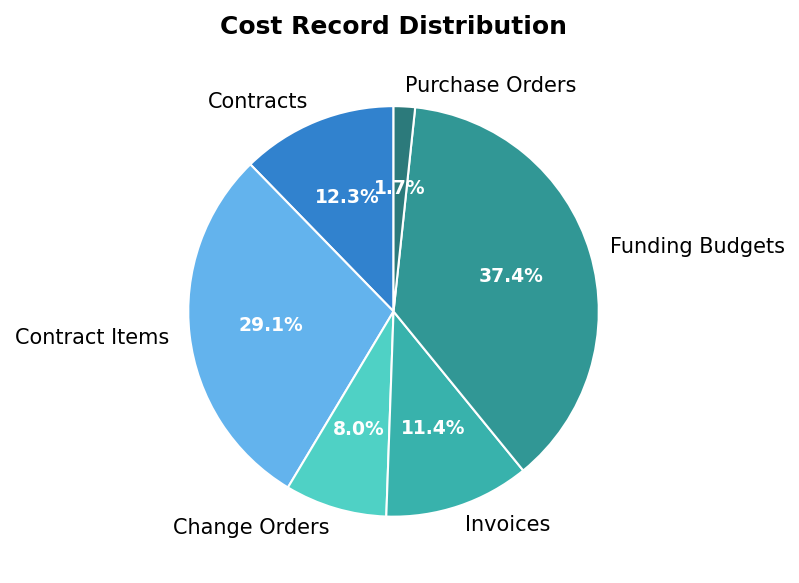 Cost Record Distribution
Purchase Orders
Contracts
1.7%
12.3%
Funding Budgets
37.4%
29.1%
Contract Items
8.0%
11.4%
Invoices
Change Orders